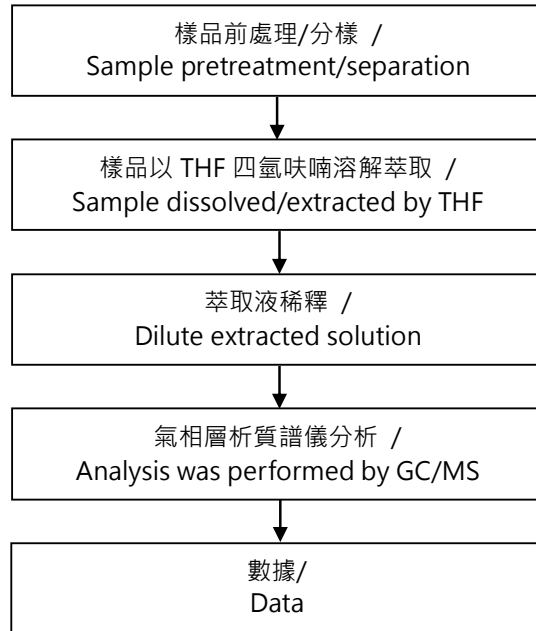 樣品前處理/分樣 /
Sample pretreatment/separation
樣品以 THF 四氫呋喃溶解萃取 /
Sample dissolved/extracted by THF
萃取液稀釋 /
Dilute extracted solution
氣相層析質譜儀分析 /
Analysis was performed by GC/MS
數據/
Data